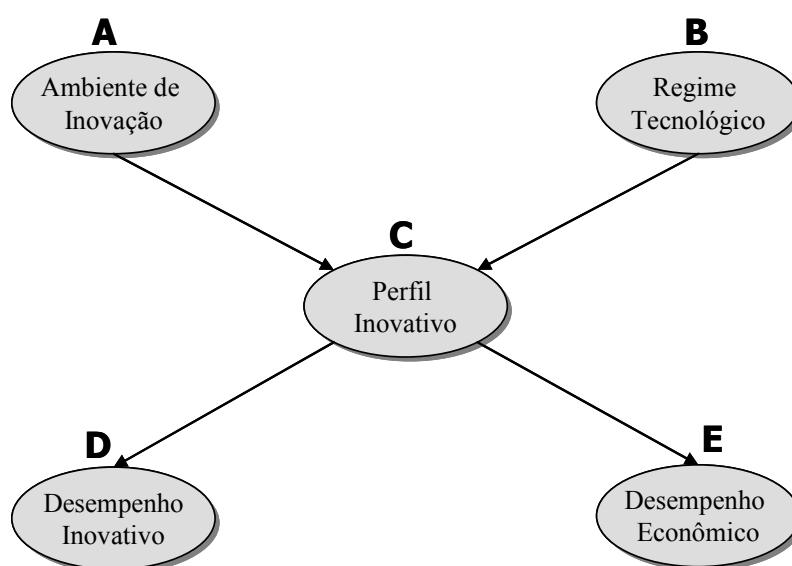 A
Ambiente de
Inovação
B
Regime
Tecnológico
C
Perfil
Inovativo
D
Desempenho
Inovativo
E
Desempenho
Econômico